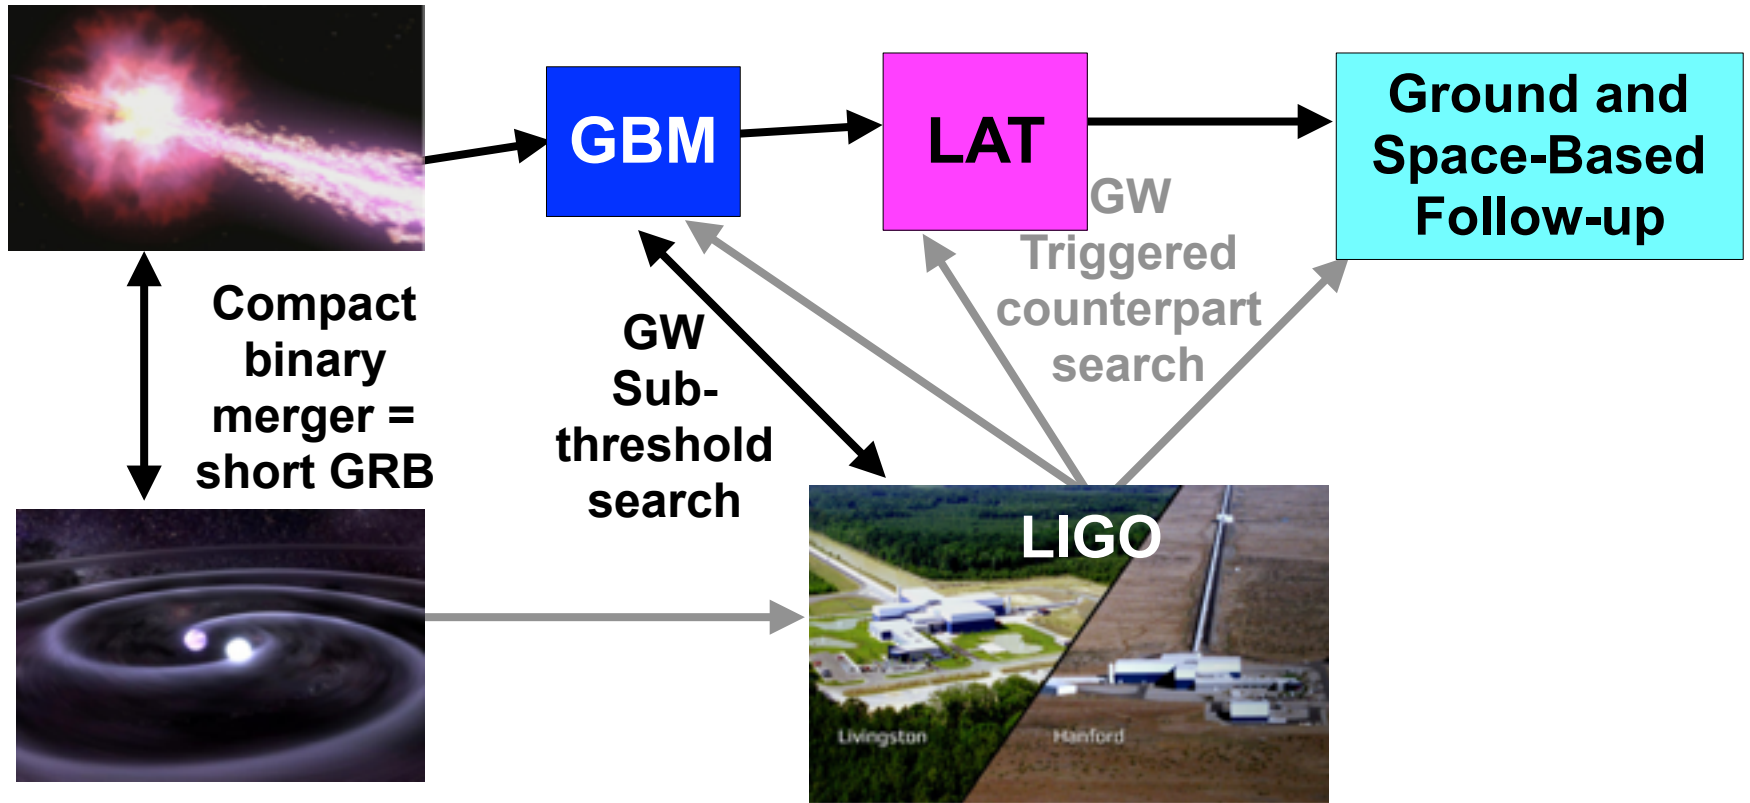 GBM
LAT
Ground and
Space-Based
Follow-up
GW
Triggered
counterpart
search
Compact
binary
merger =
short GRB
GW
Sub-
threshold
search
LIGO
Livingston
Hanford